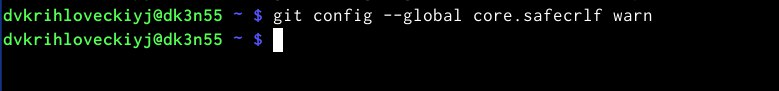 dvkrihloveckiyj@dk3n55 ~ $ git config --global core.safecrlf warn
dvkrihloveckiyj@dk3n55 ~ $